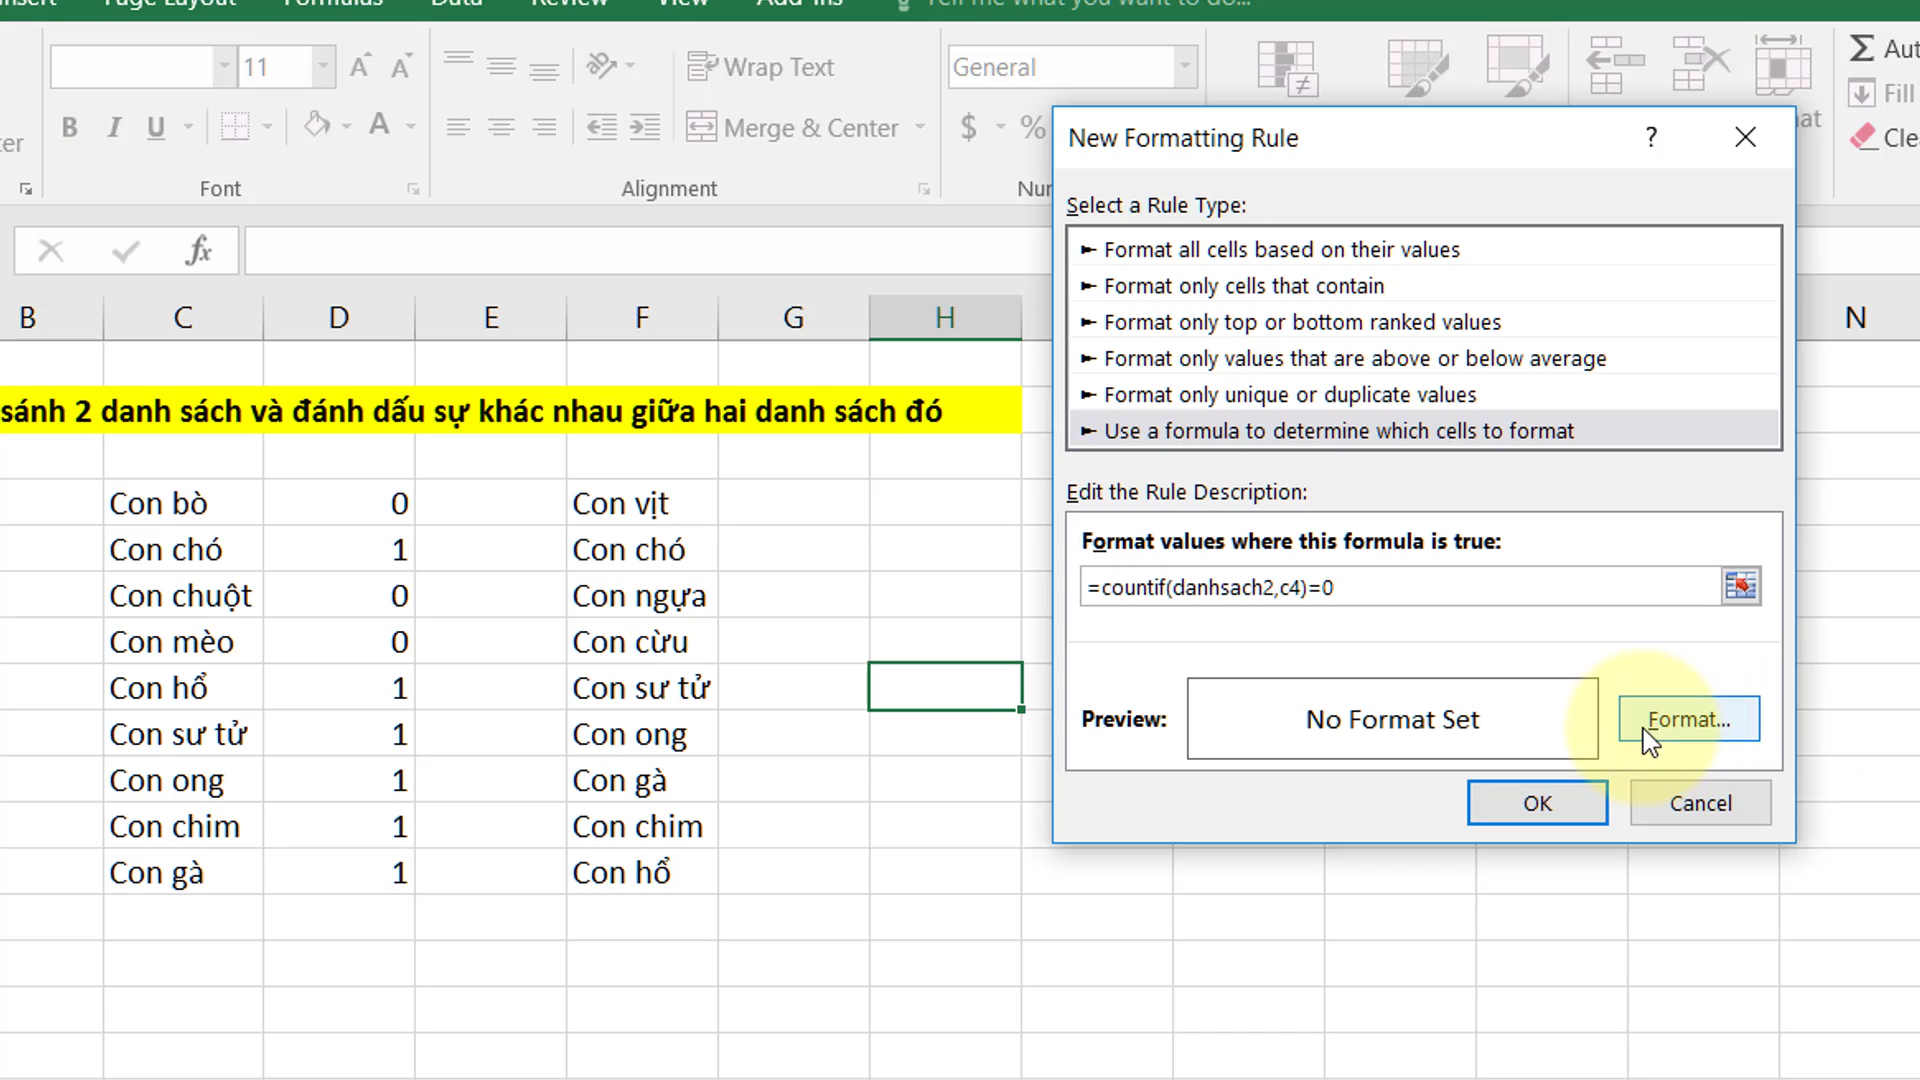 Insert Page Layout Formulas Data Review View Add-ins Tell me what you want to do...
11 Wrap Text General Aut
B I U A Merge & Center $ % Fill
Cle
Font Alignment
fx
New Formatting Rule ?
Select a Rule Type:
► Format all cells based on their values
► Format only cells that contain
► Format only top or bottom ranked values
► Format only values that are above or below average
► Format only unique or duplicate values
► Use a formula to determine which cells to format
Edit the Rule Description:
Format values where this formula is true:
=countif(danhsach2,c4)=0
Preview: No Format Set Format...
OK Cancel
B C D E F G H N
sánh 2 danh sách và đánh dấu sự khác nhau giữa hai danh sách đó
Con bò 0 Con vịt
Con chó 1 Con chó
Con chuột 0 Con ngựa
Con mèo 0 Con cừu
Con hổ 1 Con sư tử
Con sư tử 1 Con ong
Con ong 1 Con gà
Con chim 1 Con chim
Con gà 1 Con hổ